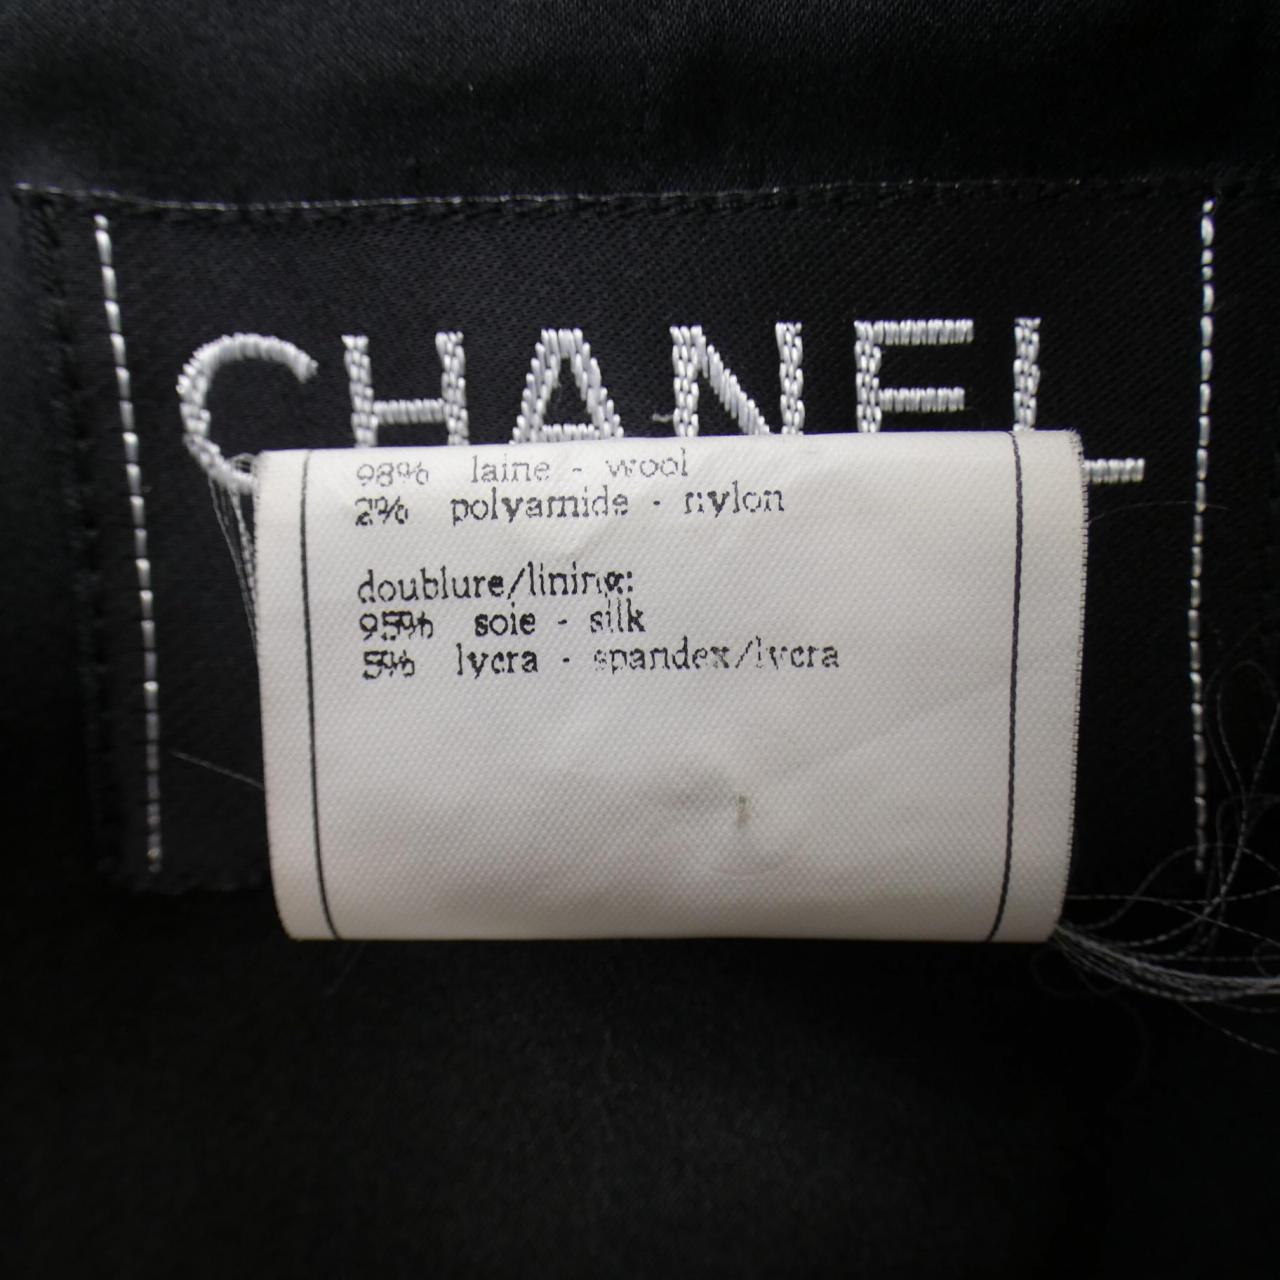 CHANEL
98% laine - wool
2% polyamide - nylon
doublure/lining:
95% soie - silk
5% lycra - spandex/lycra